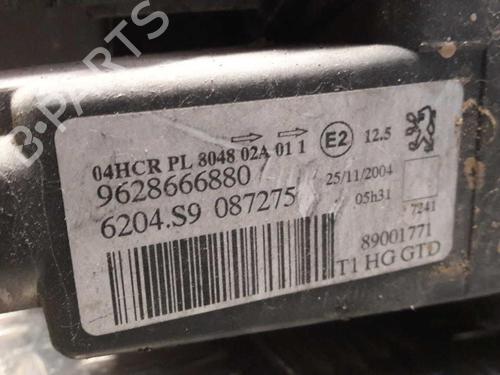 B-PARTS
04HCR PL 8048 02A 01 1 E2 12.5
9628666880 25/11/2004
6204.S9 087275 05h31
7241
89001771
T1 HG GTD